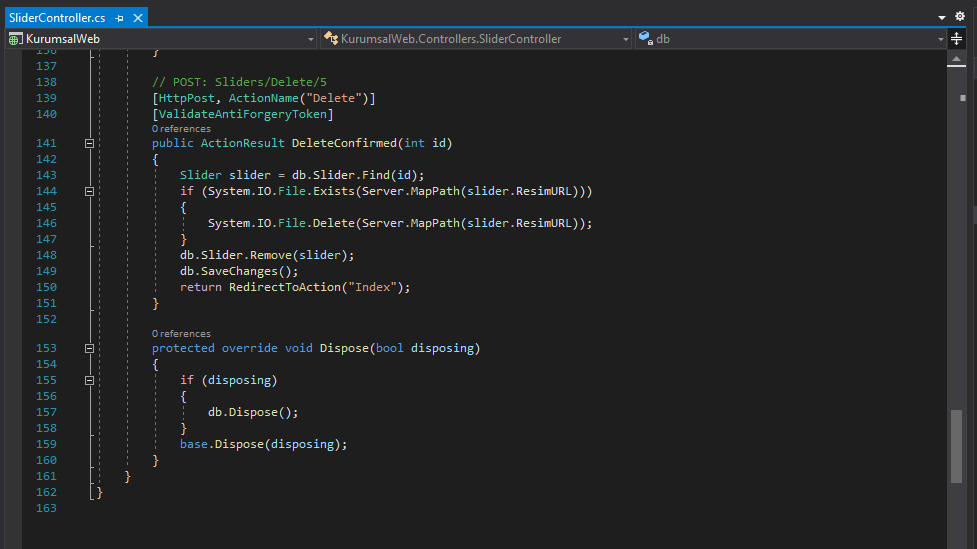 SliderController.cs
KurumsalWeb
KurumsalWeb.Controllers.SliderController
db
136 }
137
138 // POST: Sliders/Delete/5
139 [HttpPost, ActionName("Delete")]
140 [ValidateAntiForgeryToken]
0 references
141 public ActionResult DeleteConfirmed(int id)
142 {
143 Slider slider = db.Slider.Find(id);
144 if (System.IO.File.Exists(Server.MapPath(slider.ResimURL)))
145 {
146 System.IO.File.Delete(Server.MapPath(slider.ResimURL));
147 }
148 db.Slider.Remove(slider);
149 db.SaveChanges();
150 return RedirectToAction("Index");
151 }
152
0 references
153 protected override void Dispose(bool disposing)
154 {
155 if (disposing)
156 {
157 db.Dispose();
158 }
159 base.Dispose(disposing);
160 }
161 }
162 }
163